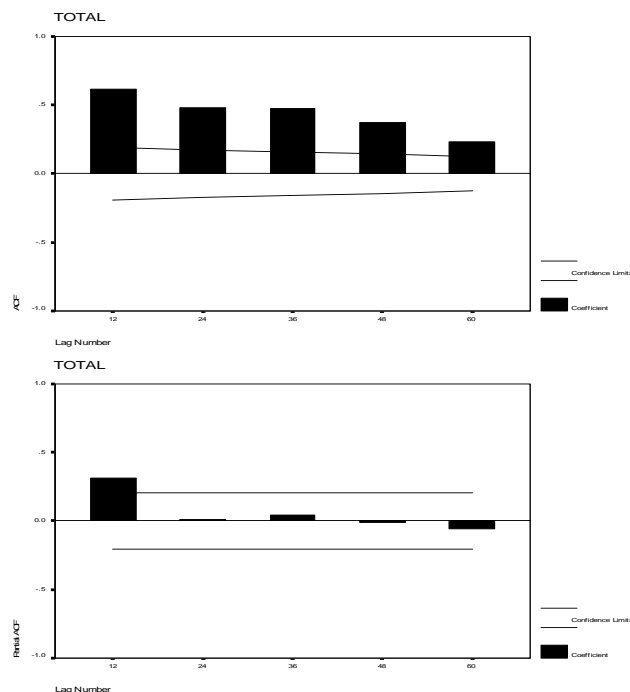 TOTAL
1.0
.5
0.0
-.5
-1.0
ACF
12 24 36 48 60
Lag Number
Confidence Limits
Coefficient
TOTAL
1.0
.5
0.0
-.5
-1.0
Partial ACF
12 24 36 48 60
Lag Number
Confidence Limits
Coefficient